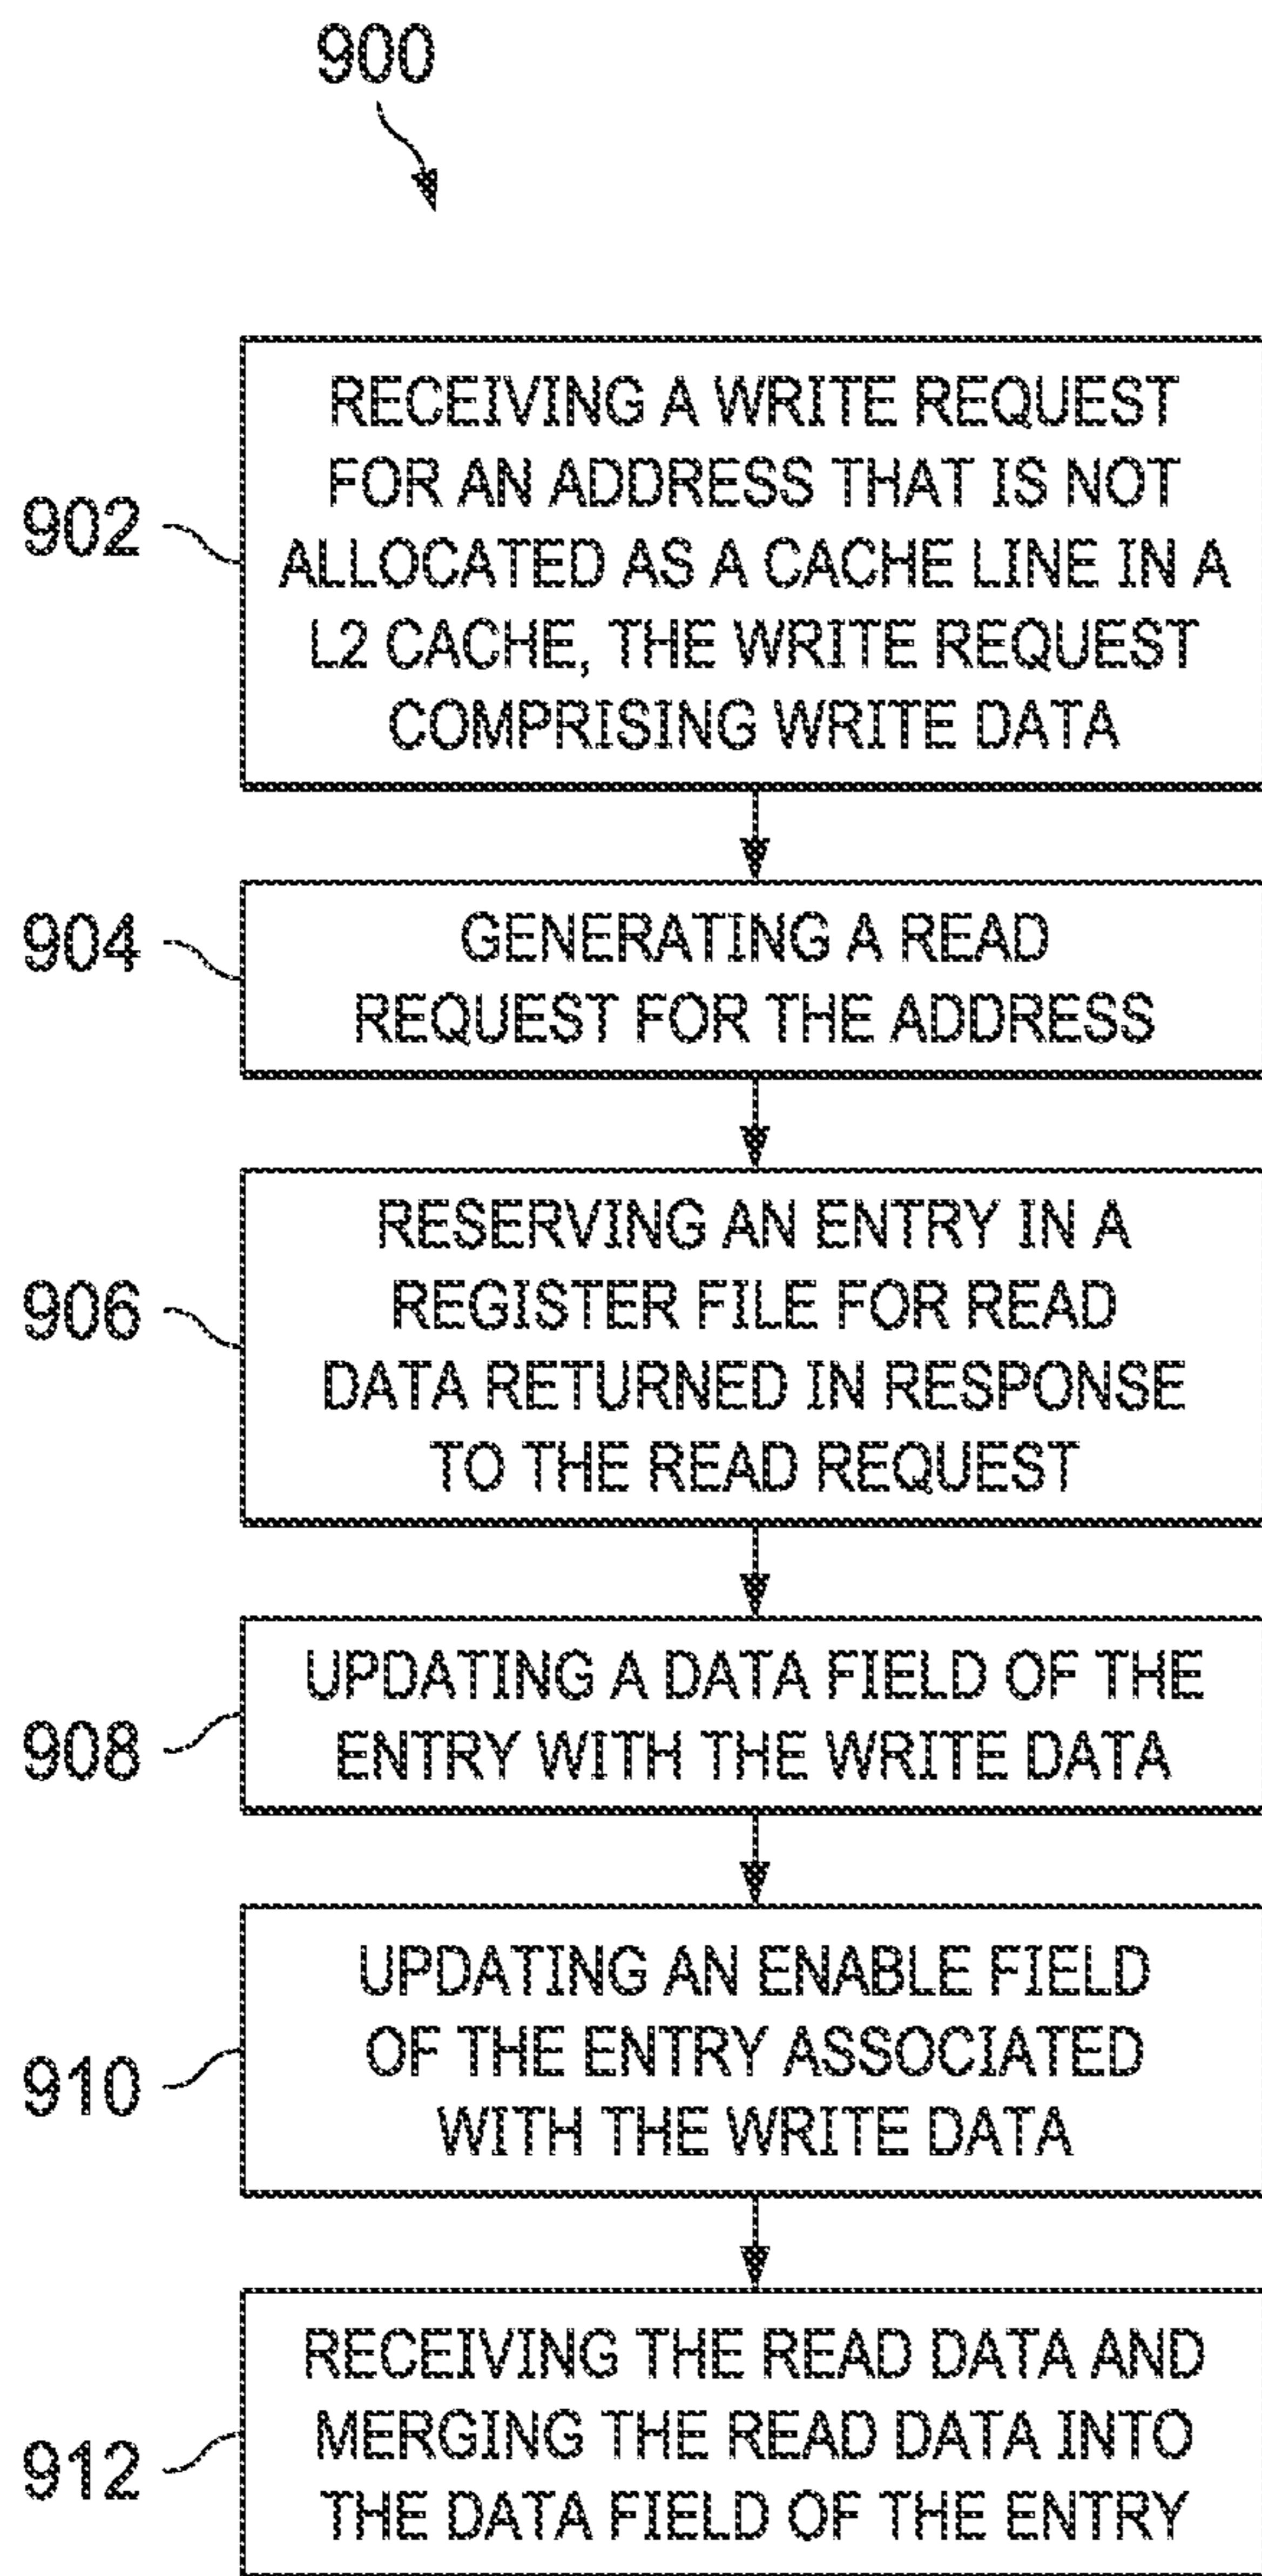 900
902
RECEIVING A WRITE REQUEST
FOR AN ADDRESS THAT IS NOT
ALLOCATED AS A CACHE LINE IN A
L2 CACHE, THE WRITE REQUEST
COMPRISING WRITE DATA
904
GENERATING A READ
REQUEST FOR THE ADDRESS
906
RESERVING AN ENTRY IN A
REGISTER FILE FOR READ
DATA RETURNED IN RESPONSE
TO THE READ REQUEST
908
UPDATING A DATA FIELD OF THE
ENTRY WITH THE WRITE DATA
910
UPDATING AN ENABLE FIELD
OF THE ENTRY ASSOCIATED
WITH THE WRITE DATA
912
RECEIVING THE READ DATA AND
MERGING THE READ DATA INTO
THE DATA FIELD OF THE ENTRY